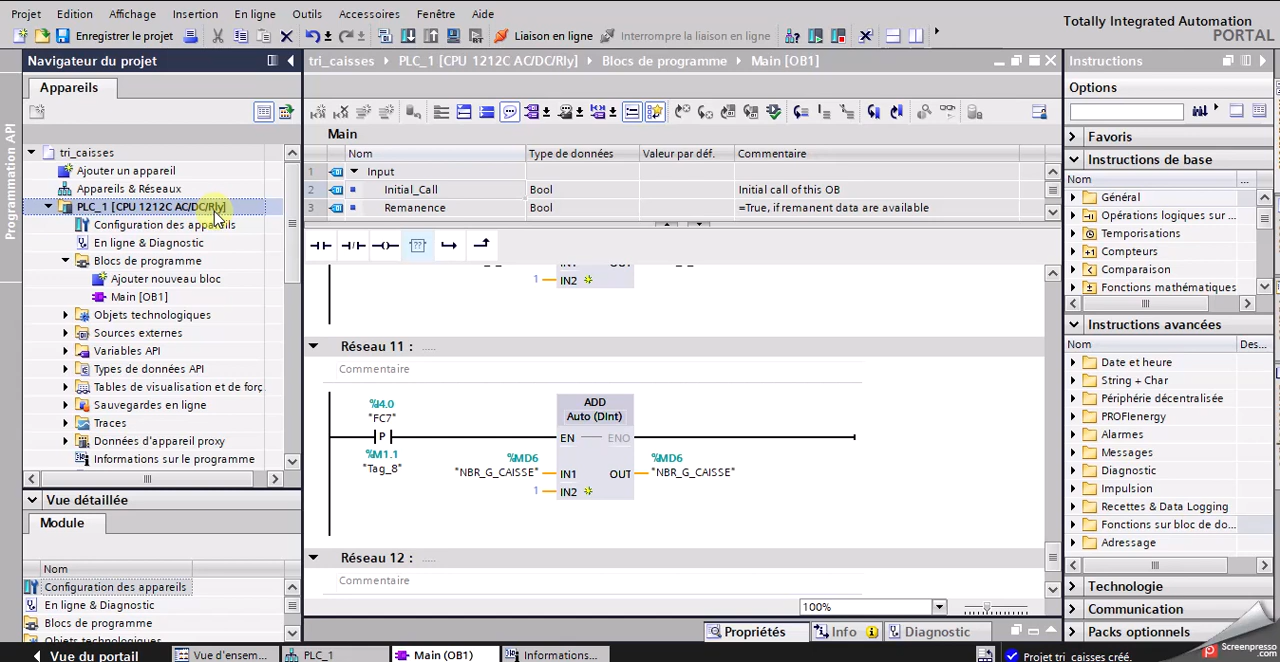 Projet Edition Affichage Insertion En ligne Outils Accessoires Fenêtre Aide
Totally Integrated Automation
PORTAL
Enregistrer le projet Liaison en ligne Interrompre la liaison en ligne
Navigateur du projet
tri_caisses PLC_1 [CPU 1212C AC/DC/Rly] Blocs de programme Main [OB1]
Instructions
Appareils
Options
Programmation API
Main
Nom Type de données Valeur par déf. Commentaire
1 Input
2 Initial_Call Bool Initial call of this OB
3 Remanence Bool =True, if remanent data are available
tri_caisses
Ajouter un appareil
Appareils & Réseaux
PLC_1 [CPU 1212C AC/DC/Rly]
Configuration des appareils
En ligne & Diagnostic
Blocs de programme
Ajouter nouveau bloc
Main [OB1]
Objets technologiques
Sources externes
Variables API
Types de données API
Tables de visualisation et de forç
Sauvegardes en ligne
Traces
Données d'appareil proxy
Informations sur le programme
Vue détaillée
Module
Nom
Configuration des appareils
En ligne & Diagnostic
Blocs de programme
Objets technologiques
??
IN1 OUT
1 IN2
Réseau 11 : .....
Commentaire
%I4.0
"FC7"
P
%M1.1
"Tag_8"
ADD
Auto (DInt)
EN ENO
%MD6
"NBR_G_CAISSE" IN1
OUT
%MD6
"NBR_G_CAISSE"
1 IN2
Réseau 12 : .....
Commentaire
100%
Propriétés Info Diagnostic
Favoris
Instructions de base
Nom ...
Général
Opérations logiques sur ...
Temporisations
Compteurs
Comparaison
Fonctions mathématiques
Instructions avancées
Nom Des...
Date et heure
String + Char
Périphérie décentralisée
PROFIenergy
Alarmes
Messages
Diagnostic
Impulsion
Recettes & Data Logging
Fonctions sur bloc de do...
Adressage
Technologie
Communication
Packs optionnels
Vue du portail Vue d'ensem... PLC_1 Main (OB1) Informations...
Projet tri_caisses créé.
Screenpresso
.com